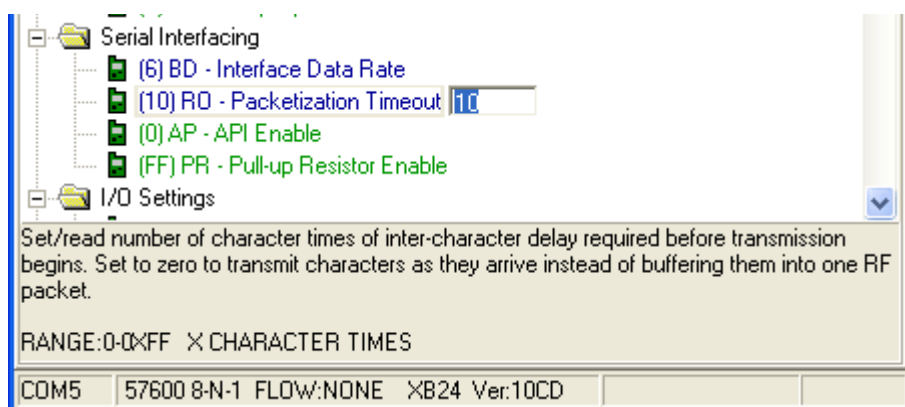 Serial Interfacing
(6) BD - Interface Data Rate
(10) RO - Packetization Timeout 10
(0) AP - API Enable
(FF) PR - Pull-up Resistor Enable
I/O Settings
Set/read number of character times of inter-character delay required before transmission
begins. Set to zero to transmit characters as they arrive instead of buffering them into one RF
packet.
RANGE:0-0XFF X CHARACTER TIMES
COM5 57600 8-N-1 FLOW:NONE XB24 Ver:10CD